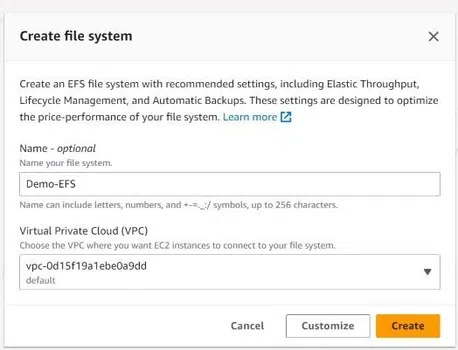 Create file system
Create an EFS file system with recommended settings, including Elastic Throughput,
Lifecycle Management, and Automatic Backups. These settings are designed to optimize
the price-performance of your file system. Learn more
Name - optional
Name your file system.
Demo-EFS
Name can include letters, numbers, and +-=._:/ symbols, up to 256 characters.
Virtual Private Cloud (VPC)
Choose the VPC where you want EC2 instances to connect to your file system.
vpc-0d15f19a1ebe0a9dd
default
Cancel
Customize
Create